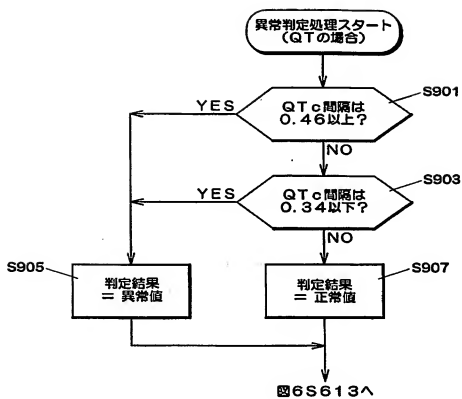 異常判定処理スタート
(QTの場合)
S901
QTc間隔は
0.46以上?
YES
NO
S903
QTc間隔は
0.34以下?
YES
NO
S905
判定結果
= 異常値
S907
判定結果
= 正常値
図6S613へ